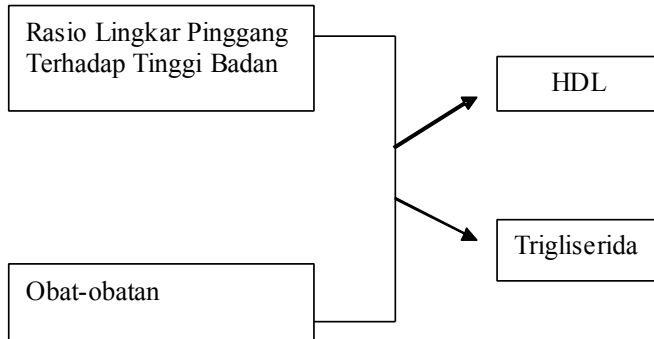 Rasio Lingkar Pinggang
Terhadap Tinggi Badan
HDL
Trigliserida
Obat-obatan